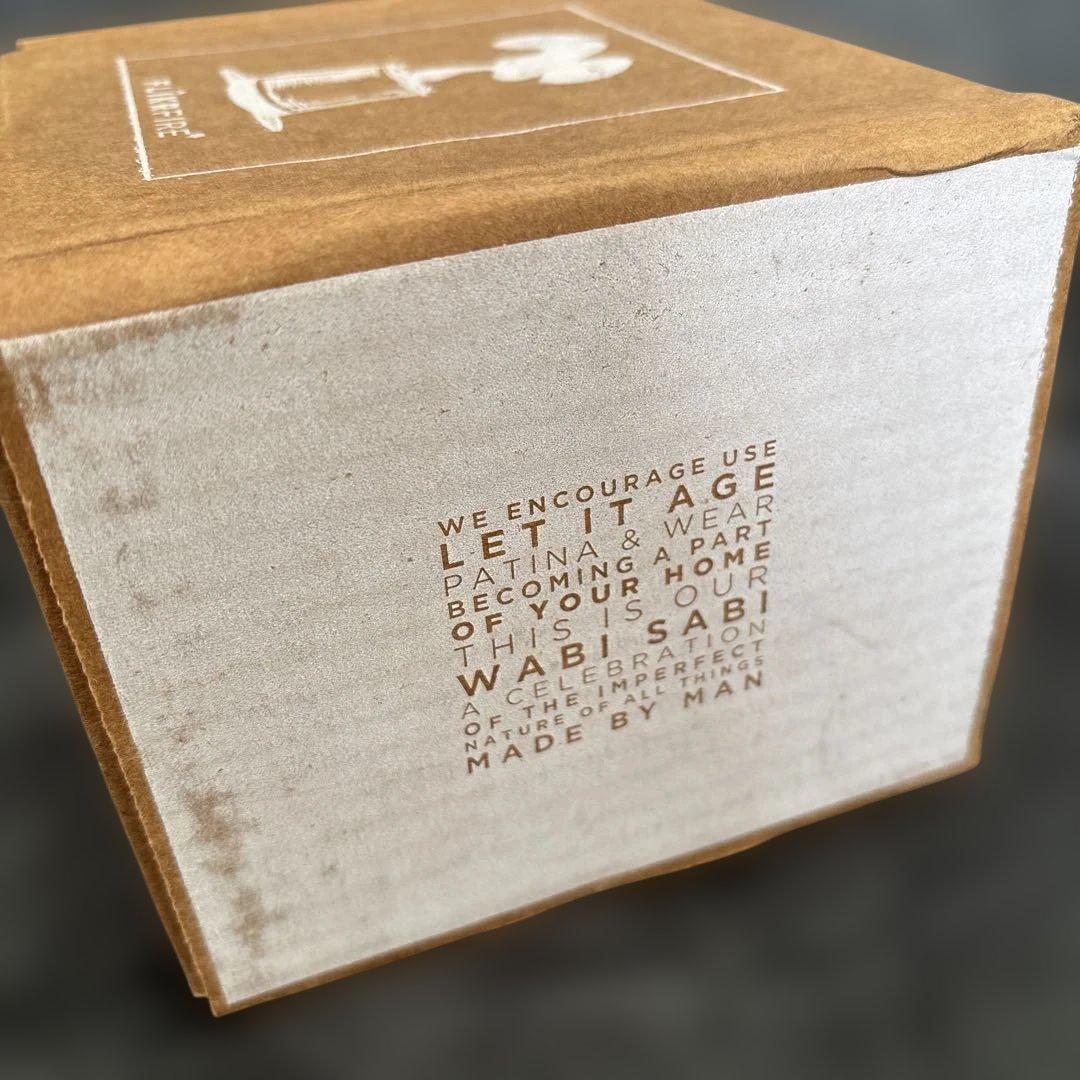 WE ENCOURAGE USE
LET IT AGE
PATINA & WEAR
BECOMING A PART
OF YOUR HOME
THIS IS OUR
WABI SABI
A CELEBRATION
OF THE IMPERFECT
NATURE OF ALL THINGS
MADE BY MAN